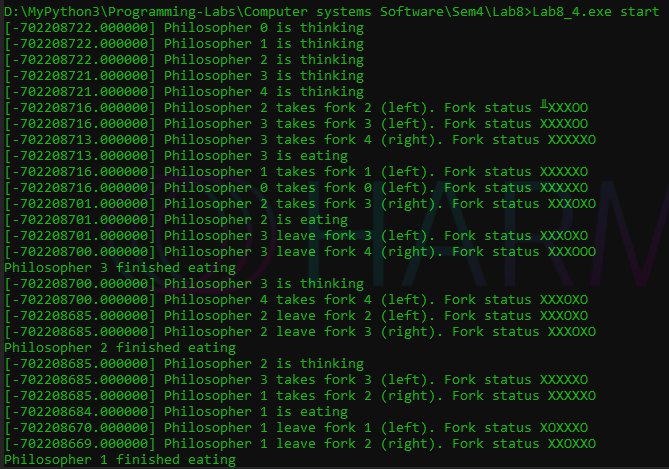 D:\MyPython3\Programming-Labs\Computer systems Software\Sem4\Lab8>Lab8_4.exe start
[-702208722.000000] Philosopher 0 is thinking
[-702208722.000000] Philosopher 1 is thinking
[-702208722.000000] Philosopher 2 is thinking
[-702208721.000000] Philosopher 3 is thinking
[-702208721.000000] Philosopher 4 is thinking
[-702208716.000000] Philosopher 2 takes fork 2 (left). Fork status ╨XXXOO
[-702208716.000000] Philosopher 3 takes fork 3 (left). Fork status XXXXOO
[-702208713.000000] Philosopher 3 takes fork 4 (right). Fork status XXXXXO
[-702208713.000000] Philosopher 3 is eating
[-702208716.000000] Philosopher 1 takes fork 1 (left). Fork status XXXXXO
[-702208716.000000] Philosopher 0 takes fork 0 (left). Fork status XXXXXO
[-702208701.000000] Philosopher 2 takes fork 3 (right). Fork status XXXOXO
[-702208701.000000] Philosopher 2 is eating
[-702208701.000000] Philosopher 3 leave fork 3 (left). Fork status XXXOXO
[-702208700.000000] Philosopher 3 leave fork 4 (right). Fork status XXXOOO
Philosopher 3 finished eating
[-702208700.000000] Philosopher 3 is thinking
[-702208700.000000] Philosopher 4 takes fork 4 (left). Fork status XXXOXO
[-702208685.000000] Philosopher 2 leave fork 2 (left). Fork status XXXOXO
[-702208685.000000] Philosopher 2 leave fork 3 (right). Fork status XXXOXO
Philosopher 2 finished eating
[-702208685.000000] Philosopher 2 is thinking
[-702208685.000000] Philosopher 3 takes fork 3 (left). Fork status XXXXXO
[-702208685.000000] Philosopher 1 takes fork 2 (right). Fork status XXXXXO
[-702208684.000000] Philosopher 1 is eating
[-702208670.000000] Philosopher 1 leave fork 1 (left). Fork status XOXXXO
[-702208669.000000] Philosopher 1 leave fork 2 (right). Fork status XXOXXO
Philosopher 1 finished eating